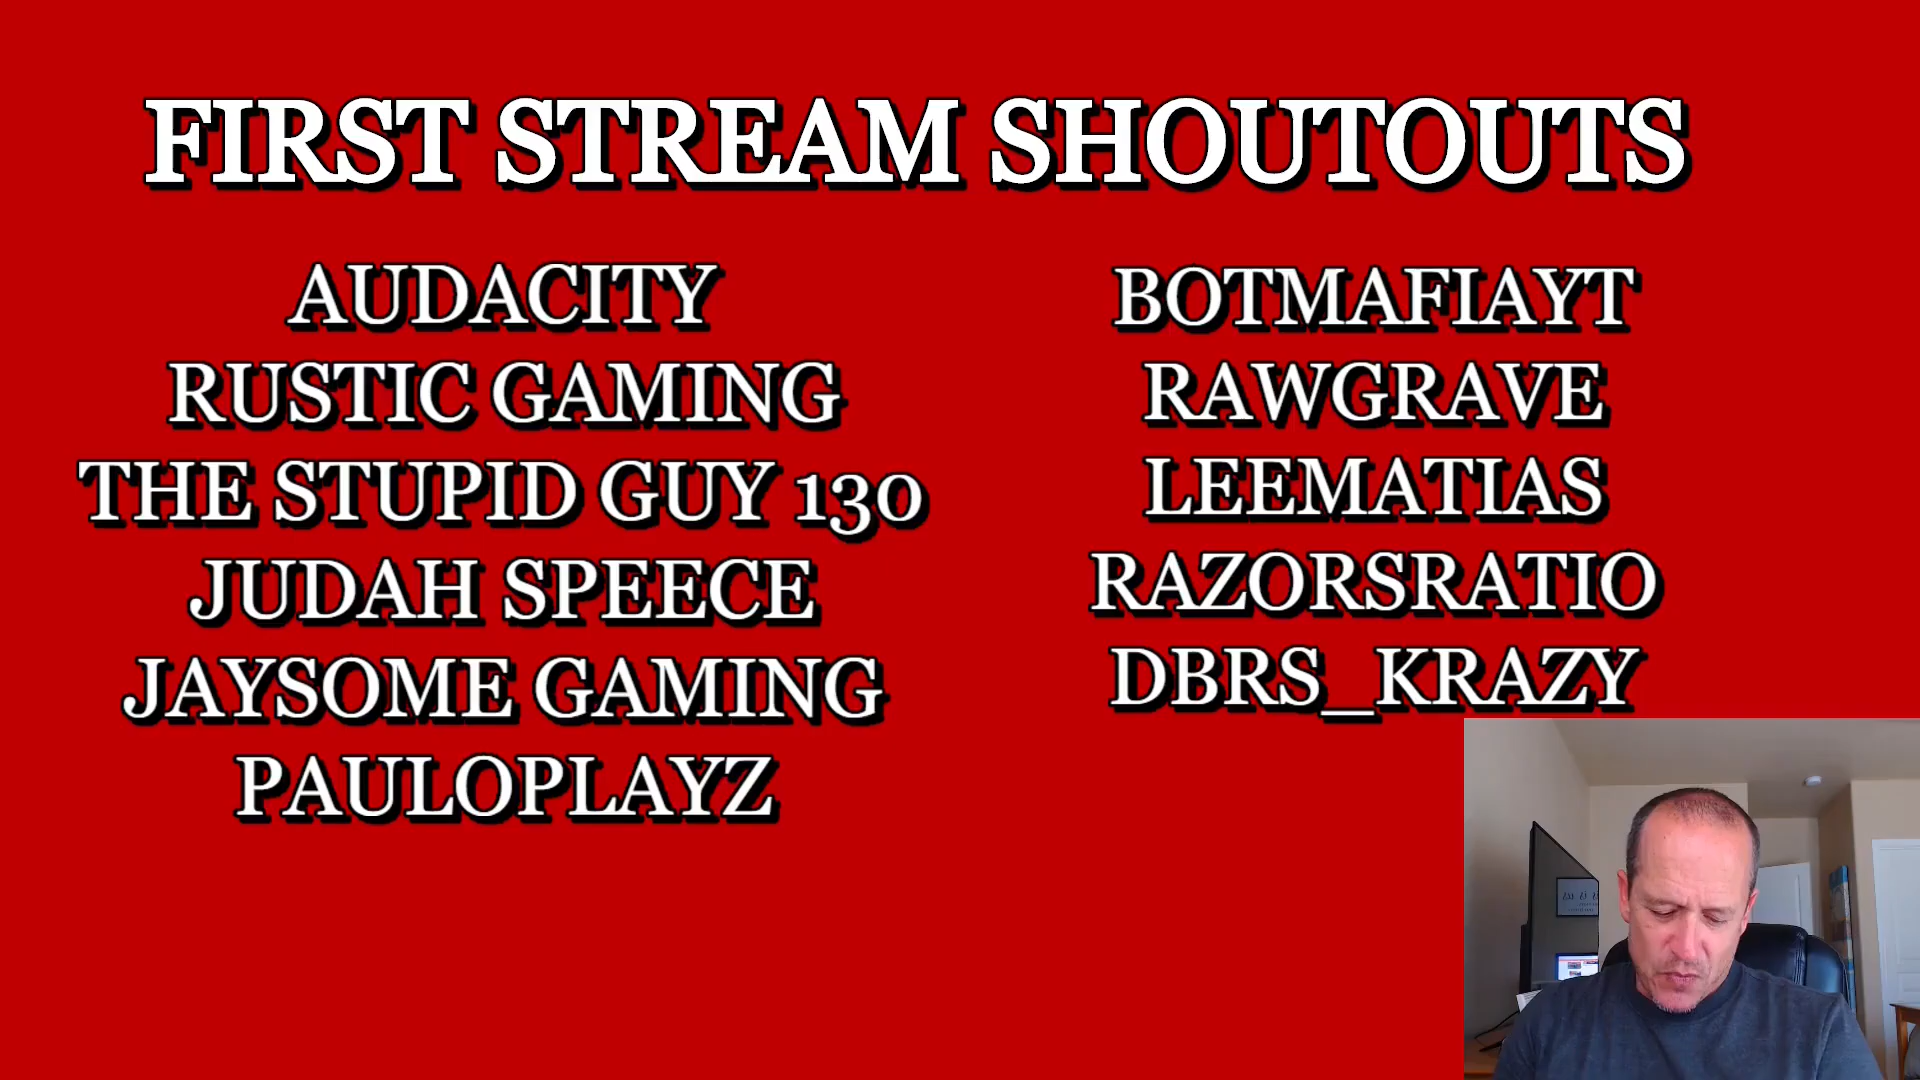 FIRST STREAM SHOUTOUTS
AUDACITY
RUSTIC GAMING
THE STUPID GUY 130
JUDAH SPEECE
JAYSOME GAMING
PAULOPLAYZ
BOTMAFIAYT
RAWGRAVE
LEEMATIAS
RAZORSRATIO
DBRS_KRAZY